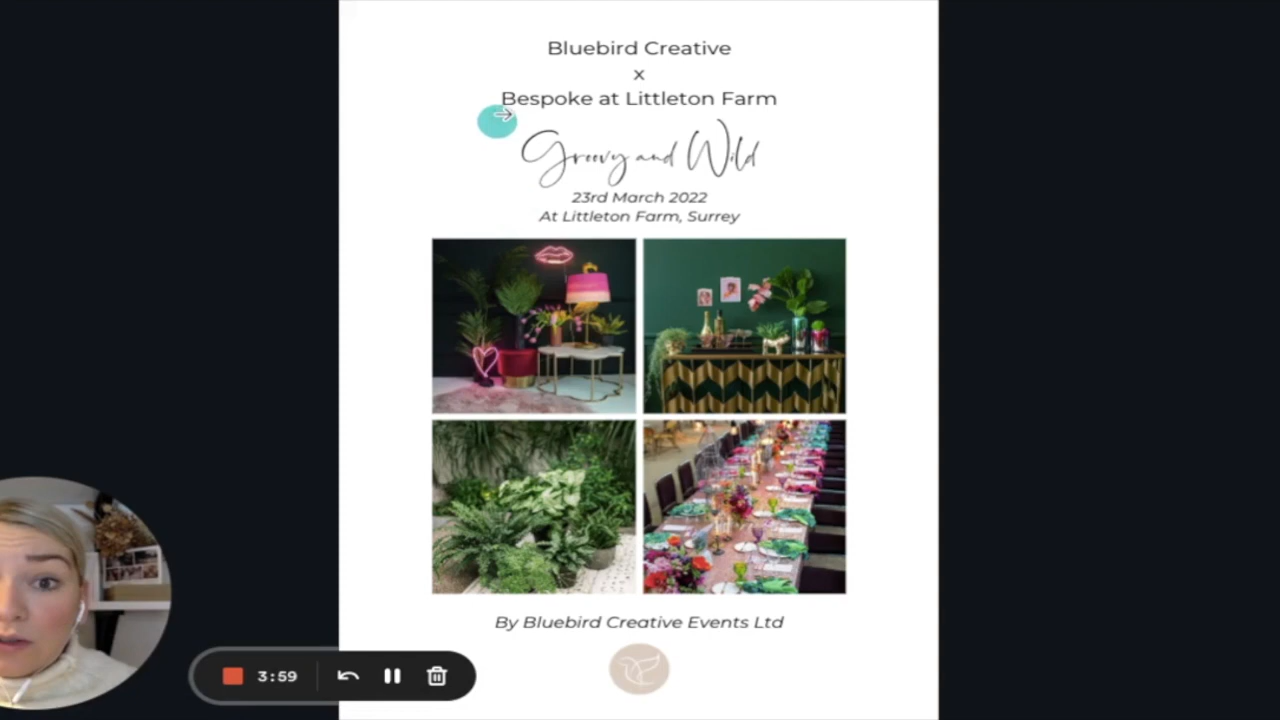 Bluebird Creative
x
Bespoke at Littleton Farm
Groovy and Wild
23rd March 2022
At Littleton Farm, Surrey
By Bluebird Creative Events Ltd
3:59